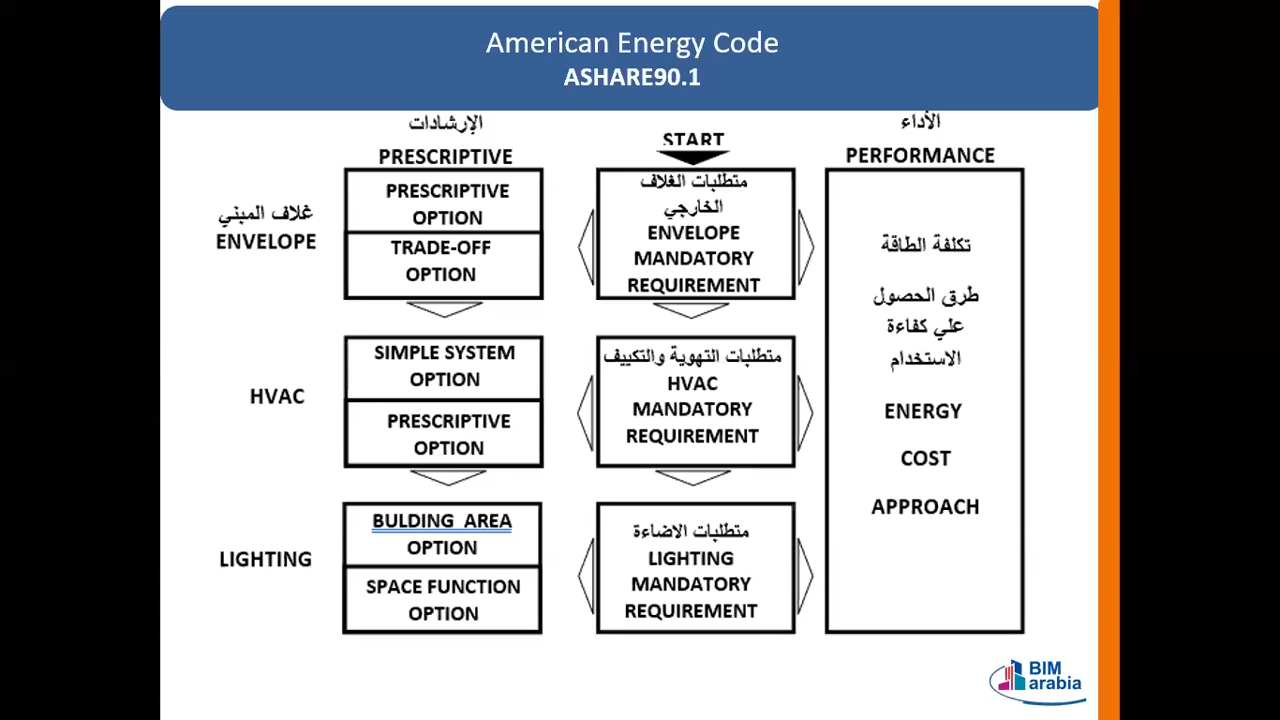 American Energy Code
ASHARE90.1
الإرشادات
PRESCRIPTIVE
START
الأداء
PERFORMANCE
غلاف المبني
ENVELOPE
PRESCRIPTIVE
OPTION
TRADE-OFF
OPTION
متطلبات الغلاف
الخارجي
ENVELOPE
MANDATORY
REQUIREMENT
HVAC
SIMPLE SYSTEM
OPTION
PRESCRIPTIVE
OPTION
متطلبات التهوية والتكييف
HVAC
MANDATORY
REQUIREMENT
LIGHTING
BULDING AREA
OPTION
SPACE FUNCTION
OPTION
متطلبات الاضاءة
LIGHTING
MANDATORY
REQUIREMENT
تكلفة الطاقة
طرق الحصول
علي كفاءة
الاستخدام
ENERGY
COST
APPROACH
BIM
arabia